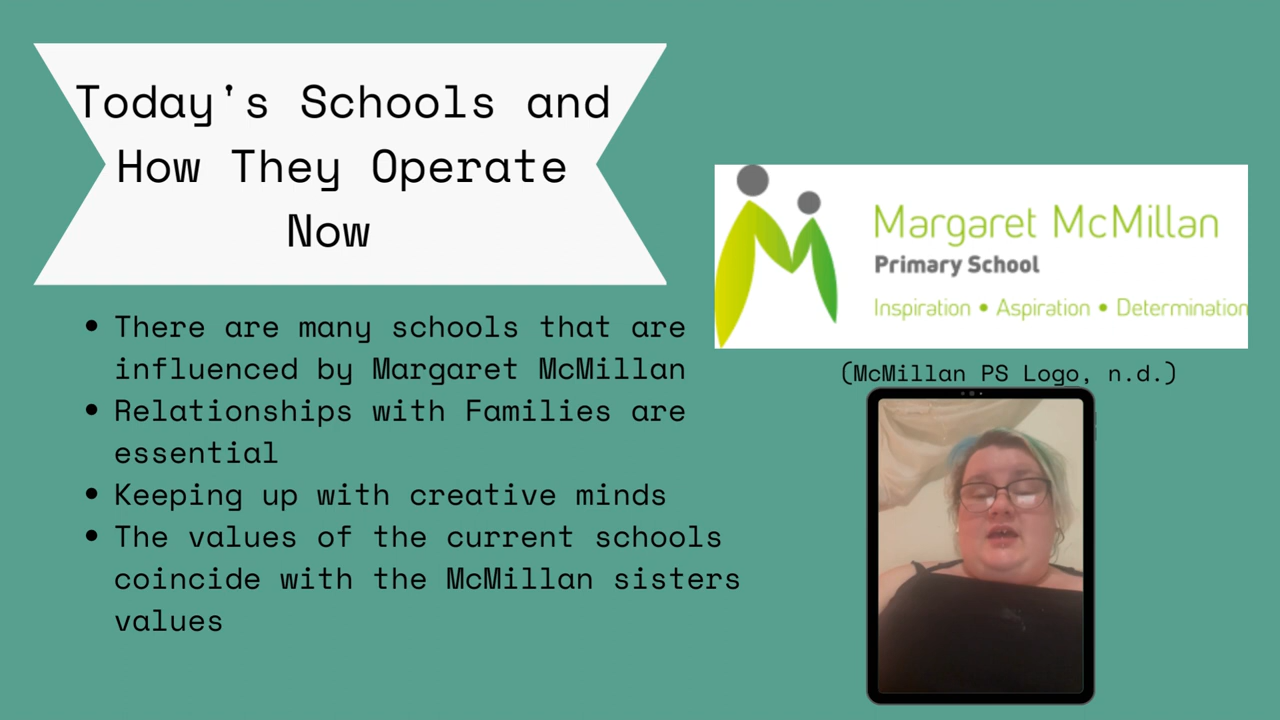 Today's Schools and
How They Operate
Now
• There are many schools that are
influenced by Margaret McMillan
• Relationships with Families are
essential
• Keeping up with creative minds
• The values of the current schools
coincide with the McMillan sisters
values
Margaret McMillan
Primary School
Inspiration • Aspiration • Determination
(McMillan PS Logo, n.d.)